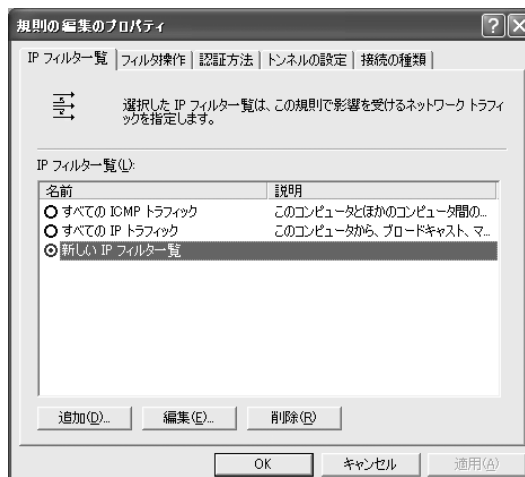 規則の編集のプロパティ
IP フィルタ一覧 フィルタ操作 認証方法 トンネルの設定 接続の種類
選択した IP フィルタ一覧は、この規則で影響を受けるネットワーク トラフィ
ックを指定します。
IP フィルタ一覧(L):
名前 説明
すべての ICMP トラフィック このコンピュータとほかのコンピュータ間の...
すべての IP トラフィック このコンピュータから、ブロードキャスト、マ...
新しい IP フィルタ一覧
追加(D)... 編集(E)... 削除(R)
OK キャンセル 適用(A)